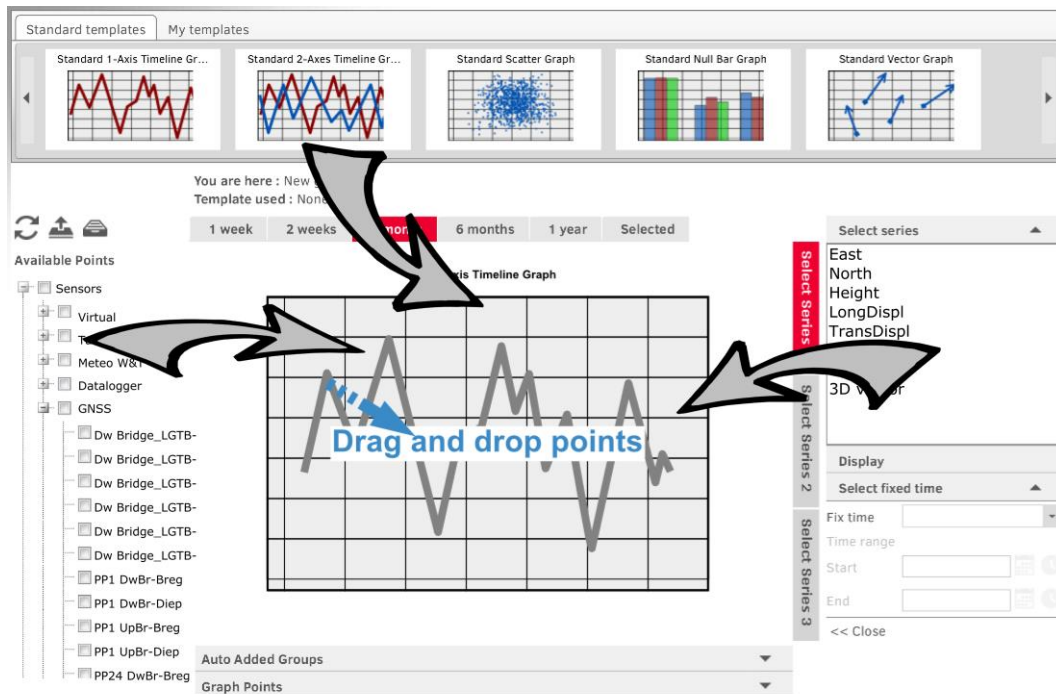 Standard templates
My templates
Standard 1-Axis Timeline Gr...
Standard 2-Axes Timeline Gr...
Standard Scatter Graph
Standard Null Bar Graph
Standard Vector Graph
You are here : New
Template used : None
1 week
2 weeks
6 months
1 year
Selected
Available Points
Sensors
Virtual
Meteo W&T
Datalogger
GNSS
Dw Bridge_LGTB-
Dw Bridge_LGTB-
Dw Bridge_LGTB-
Dw Bridge_LGTB-
Dw Bridge_LGTB-
PP1 DwBr-Breg
PP1 DwBr-Diep
PP1 UpBr-Breg
PP1 UpBr-Diep
PP24 DwBr-Breg
xis Timeline Graph
Drag and drop points
Auto Added Groups
Graph Points
Select Series
Select Series 2
Select Series 3
Select series
East
North
Height
LongDispl
TransDispl
3D
Display
Select fixed time
Fix time
Time range
Start
End
<< Close